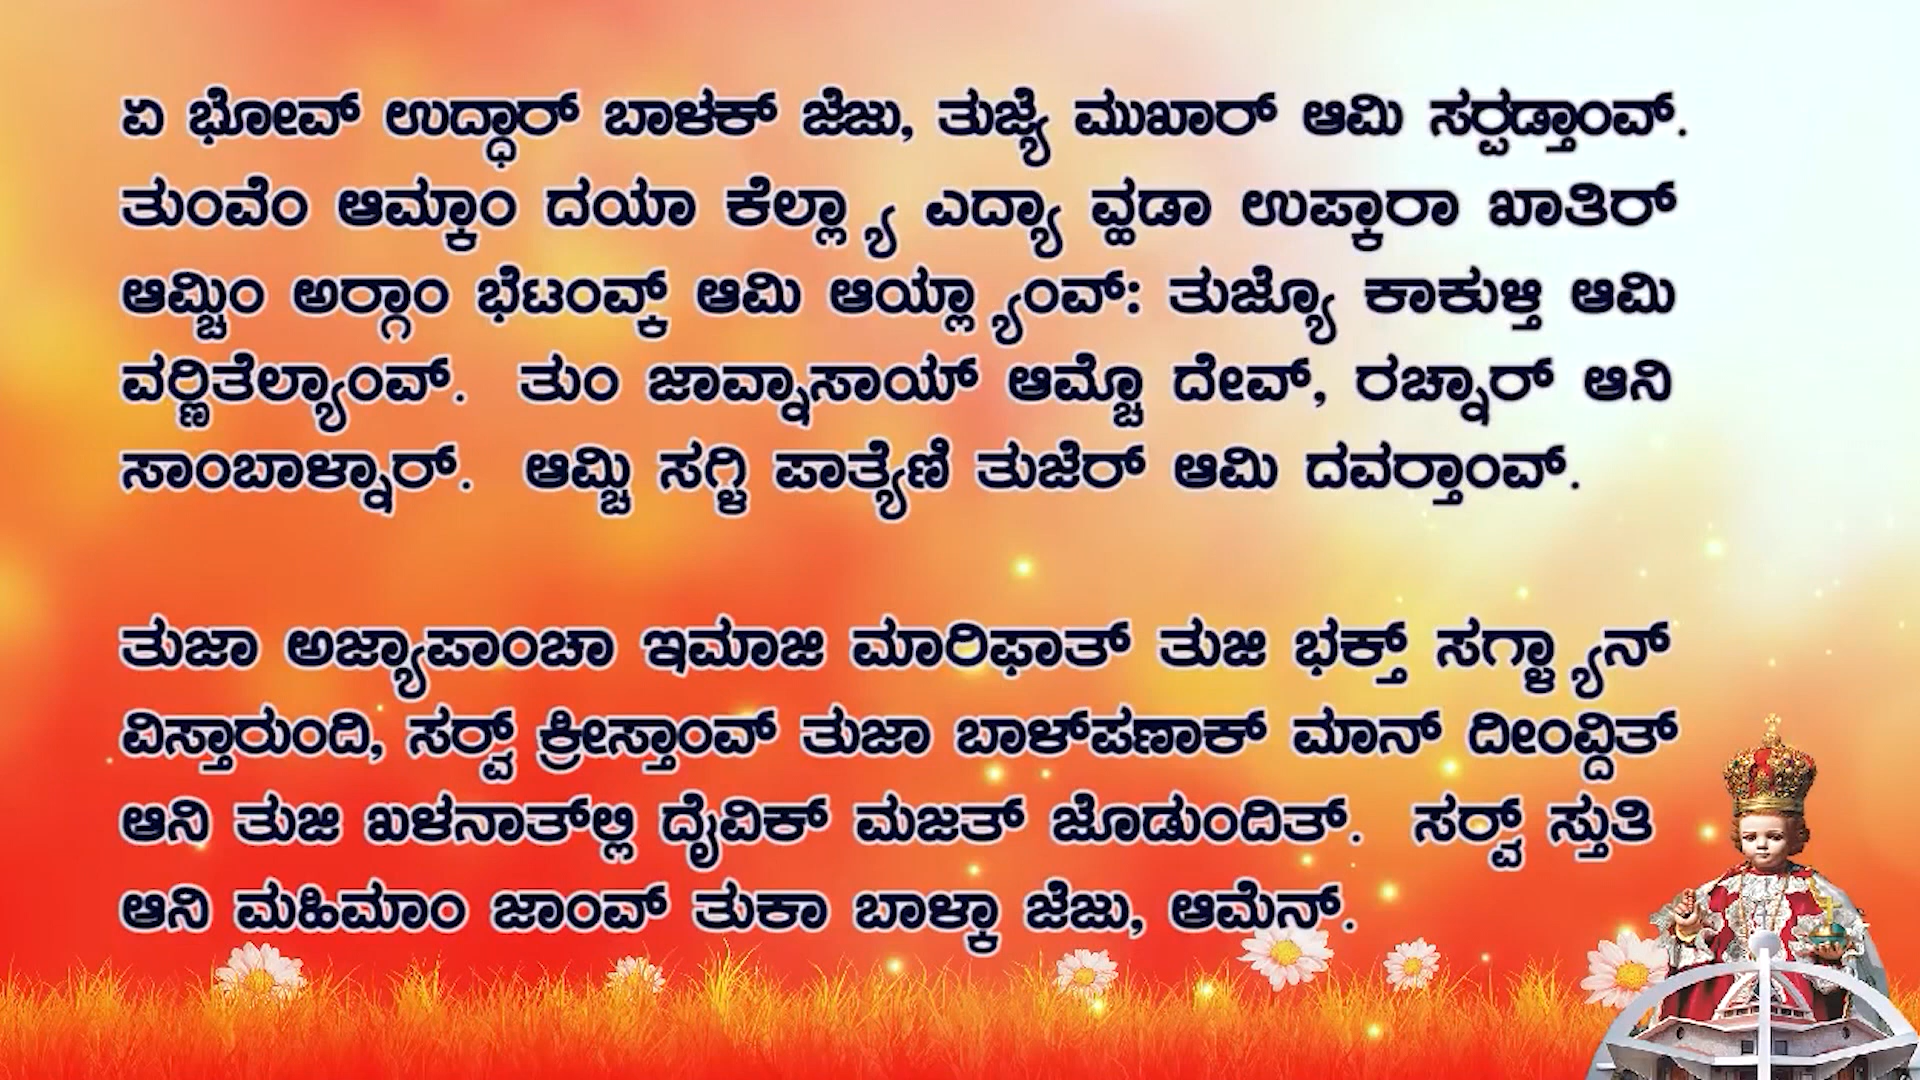 ಏ ಭೋವ್ ಉದ್ಧಾರ್ ಬಾಳಕ್ ಜೆಜು, ತುಜ್ಯೆ ಮುಖಾರ್ ಆಮಿ ಸರ‍್ಪಡ್ತಾಂವ್.
ತುಂವೆಂ ಆಮ್ಕಾಂ ದಯಾ ಕೆಲ್ಲ್ಯಾ ಎದ್ಯಾ ವ್ಹಡಾ ಉಪ್ಕಾರಾ ಖಾತಿರ್
ಆಮ್ಚಿಂ ಅರ‍್ಗಾಂ ಭೆಟಂವ್ಕ್ ಆಮಿ ಆಯ್ಲ್ಯಾಂವ್: ತುಜ್ಯೊ ಕಾಕುಳ್ತಿ ಆಮಿ
ವರ‍್ಣಿತೆಲ್ಯಾಂವ್. ತುಂ ಜಾವ್ನಾಸಾಯ್ ಆಮ್ಚೊ ದೇವ್, ರಚ್ನಾರ್ ಆನಿ
ಸಾಂಬಾಳ್ನಾರ್. ಆಮ್ಚಿ ಸಗ್ಳಿ ಪಾತ್ಯೆಣಿ ತುಜೆರ್ ಆಮಿ ದವರ‍್ತಾಂವ್.
ತುಜಾ ಅಜ್ಯಾಪಾಂಚಾ ಇಮಾಜಿ ಮಾರಿಫಾತ್ ತುಜಿ ಭಕ್ತ್ ಸಗ್ಳ್ಯಾನ್
ವಿಸ್ತಾರುಂದಿ, ಸರ‍್ವ್ ಕ್ರೀಸ್ತಾಂವ್ ತುಜಾ ಬಾಳ್‌ಪಣಾಕ್ ಮಾನ್ ದೀಂವ್ದಿತ್
ಆನಿ ತುಜಿ ಖಳನಾತ್‌ಲ್ಲಿ ದೈವಿಕ್ ಮಜತ್ ಜೊಡುಂದಿತ್. ಸರ‍್ವ್ ಸ್ತುತಿ
ಆನಿ ಮಹಿಮಾಂ ಜಾಂವ್ ತುಕಾ ಬಾಳ್ಕಾ ಜೆಜು, ಆಮೆನ್.